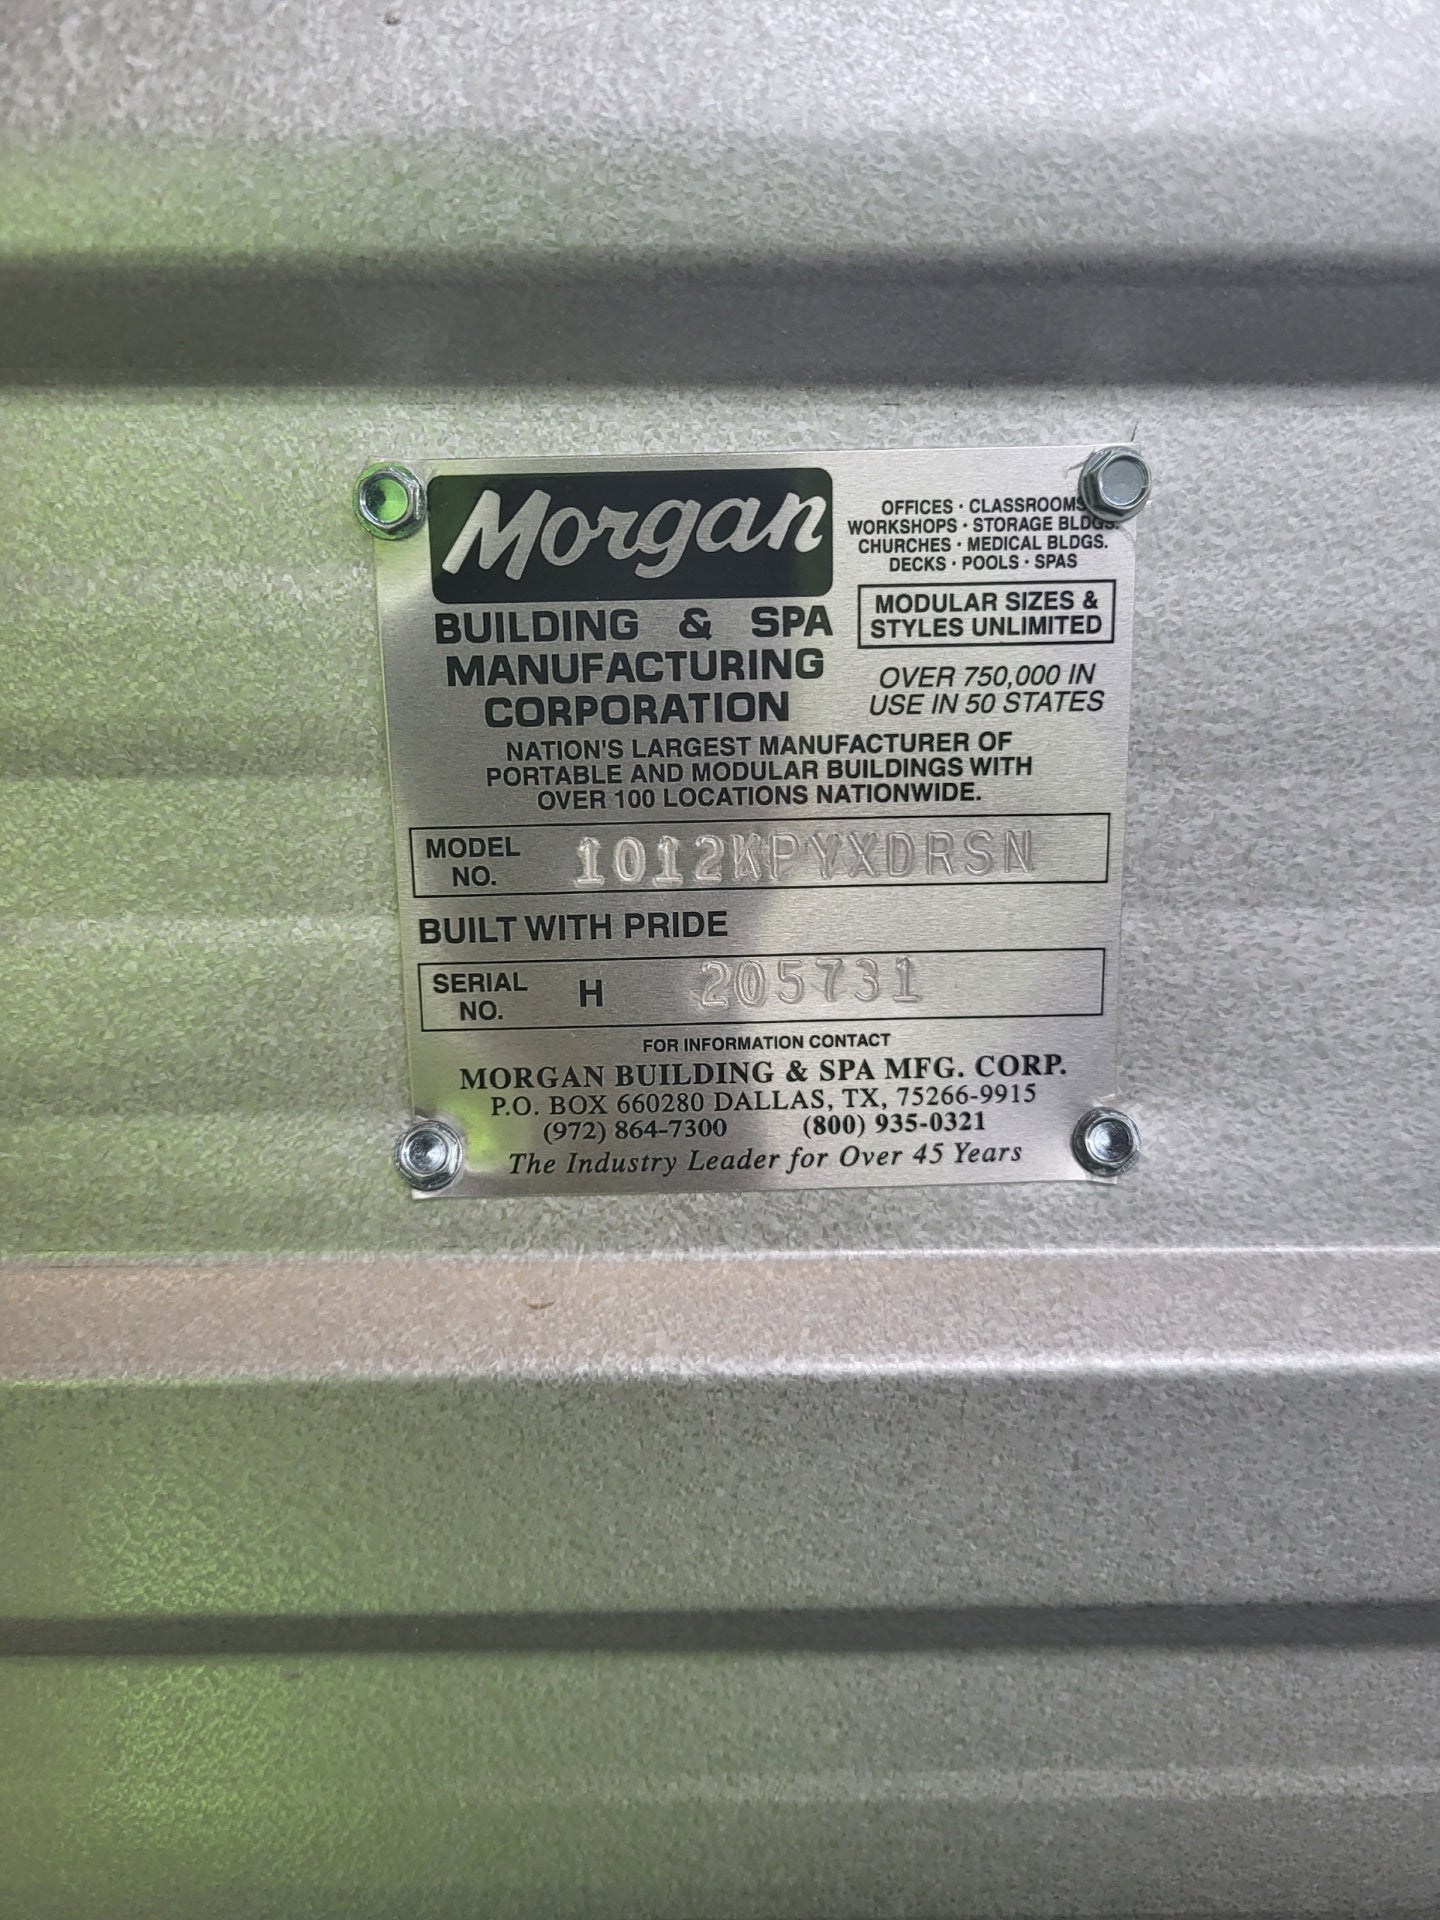 Morgan
BUILDING & SPA
MANUFACTURING
CORPORATION
OFFICES · CLASSROOMS
WORKSHOPS · STORAGE BLDGS.
CHURCHES · MEDICAL BLDGS.
DECKS · POOLS · SPAS
MODULAR SIZES &
STYLES UNLIMITED
OVER 750,000 IN
USE IN 50 STATES
NATION'S LARGEST MANUFACTURER OF
PORTABLE AND MODULAR BUILDINGS WITH
OVER 100 LOCATIONS NATIONWIDE.
MODEL NO. 1012KPYXDRSN
BUILT WITH PRIDE
SERIAL NO. H 205731
FOR INFORMATION CONTACT
MORGAN BUILDING & SPA MFG. CORP.
P.O. BOX 660280 DALLAS, TX, 75266-9915
(972) 864-7300 (800) 935-0321
The Industry Leader for Over 45 Years